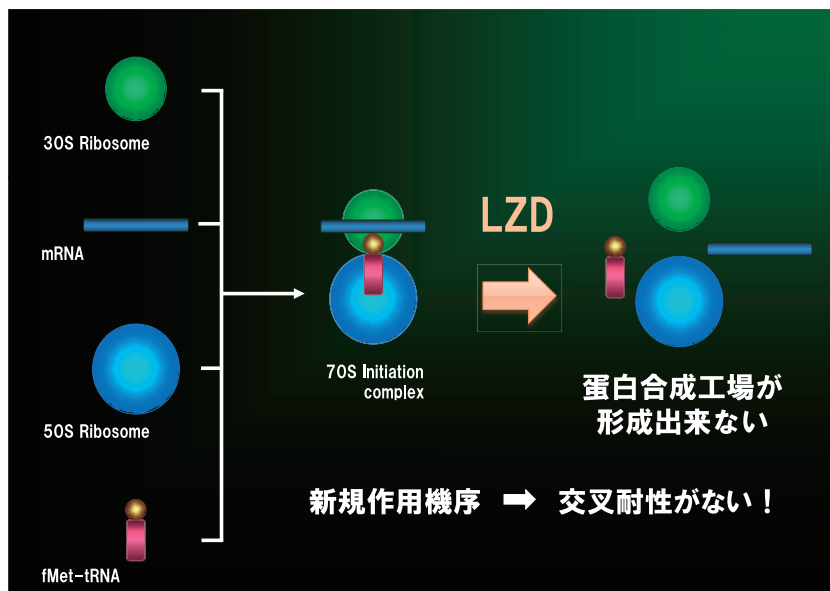 30S Ribosome
mRNA
50S Ribosome
fMet-tRNA
70S Initiation
complex
LZD
蛋白合成工場が
形成出来ない
新規作用機序 ➡ 交叉耐性がない！